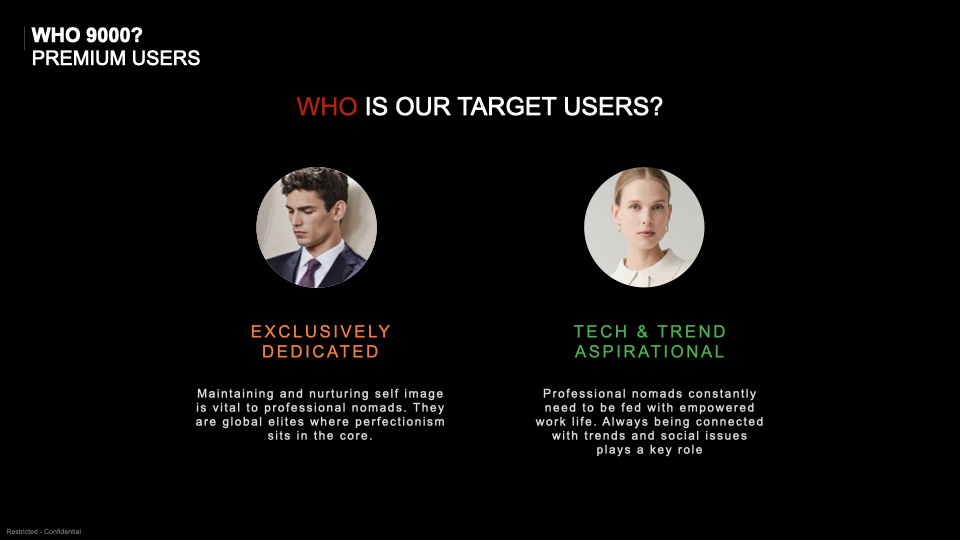 WHO 9000?
PREMIUM USERS
WHO IS OUR TARGET USERS?
EXCLUSIVELY
DEDICATED
Maintaining and nurturing self image
is vital to professional nomads. They
are global elites where perfectionism
sits in the core.
TECH & TREND
ASPIRATIONAL
Professional nomads constantly
need to be fed with empowered
work life. Always being connected
with trends and social issues
plays a key role
Restricted - Confidential